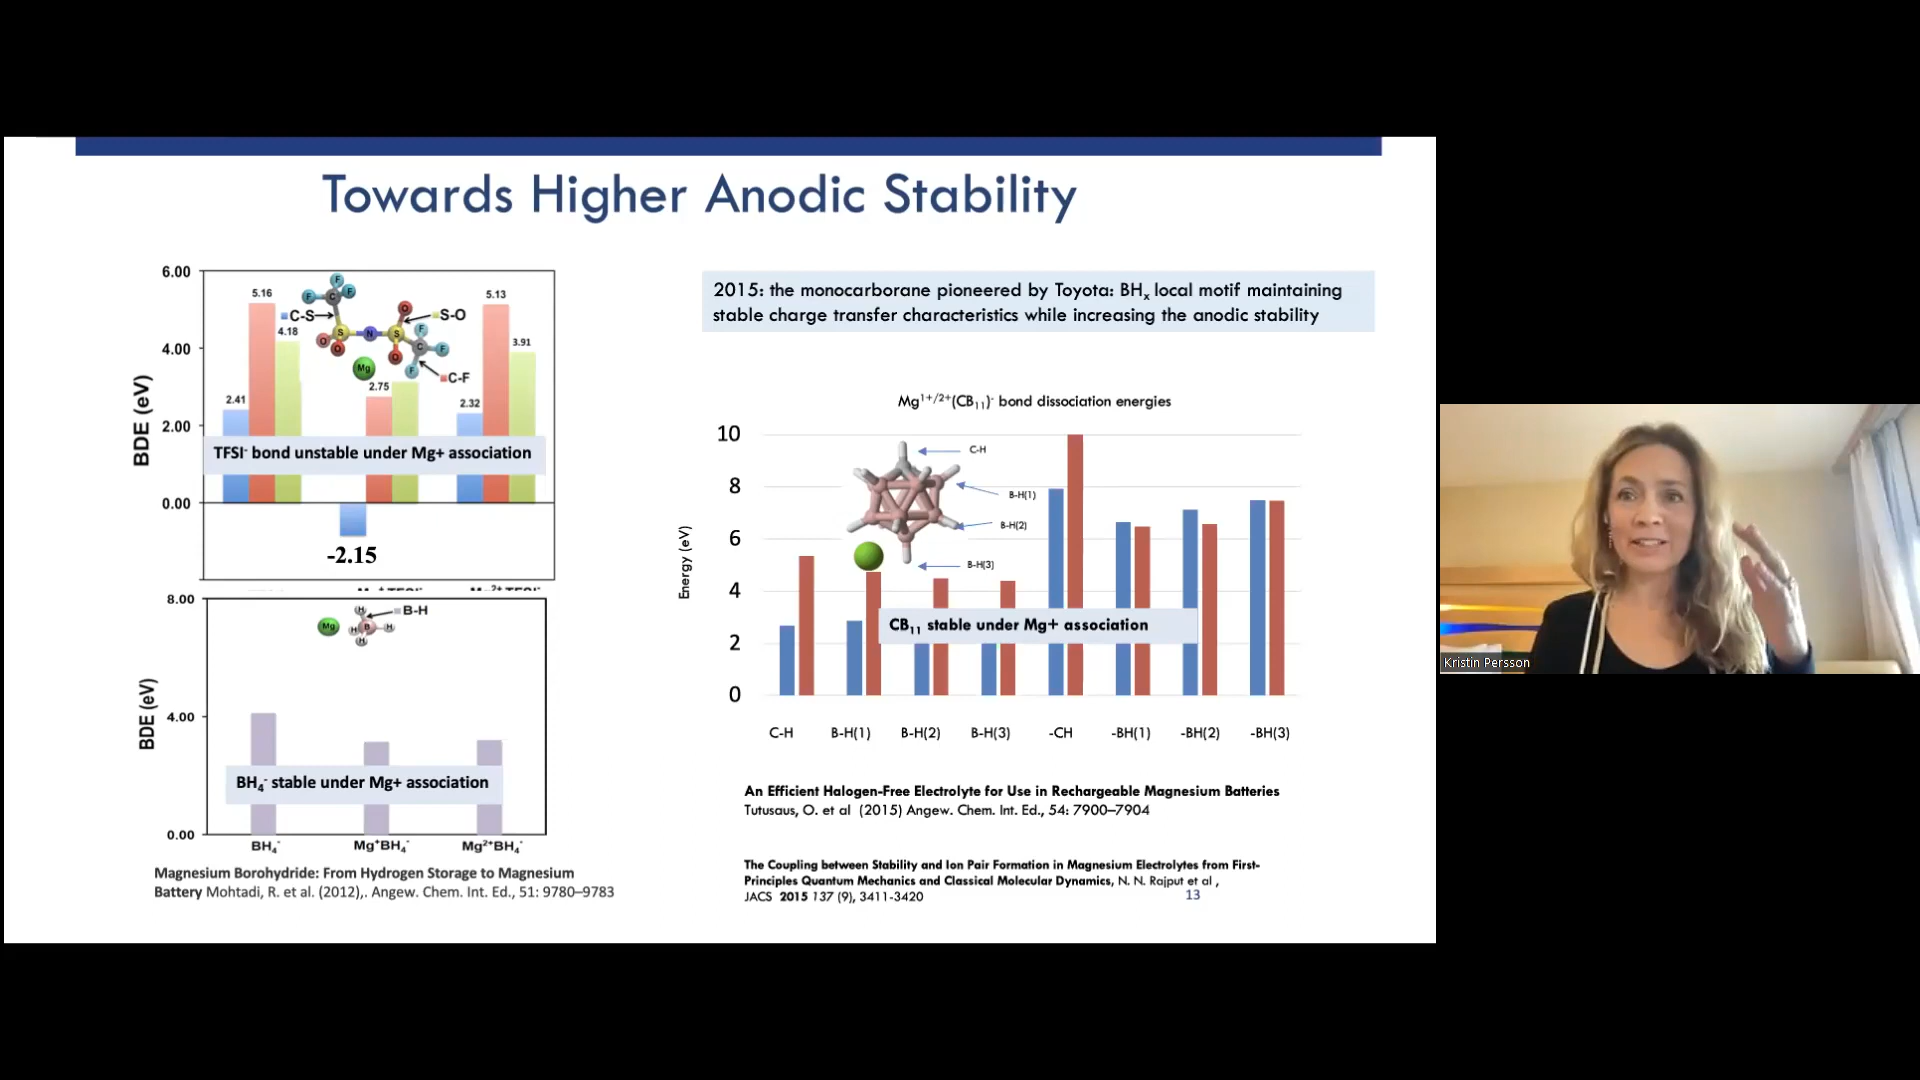 Towards Higher Anodic Stability
6.00
4.00
2.00
0.00
BDE (eV)
5.16
4.18
2.41
2.75
5.13
3.91
2.32
-2.15
C-S
S-O
C-F
F
F
F
C
O
S
N
S
O
O
O
F
C
F
F
Mg
TFSI- bond unstable under Mg+ association
8.00
4.00
0.00
BDE (eV)
Mg
H
H
B
H
H
B-H
BH4- stable under Mg+ association
BH4-
Mg+BH4-
Mg2+BH4-
Magnesium Borohydride: From Hydrogen Storage to Magnesium
Battery Mohtadi, R. et al. (2012),. Angew. Chem. Int. Ed., 51: 9780–9783
2015: the monocarborane pioneered by Toyota: BHx local motif maintaining
stable charge transfer characteristics while increasing the anodic stability
Mg1+/2+(CB11)- bond dissociation energies
10
8
6
4
2
0
Energy (eV)
C-H
B-H(1)
B-H(2)
B-H(3)
CB11 stable under Mg+ association
C-H
B-H(1)
B-H(2)
B-H(3)
-CH
-BH(1)
-BH(2)
-BH(3)
An Efficient Halogen-Free Electrolyte for Use in Rechargeable Magnesium Batteries
Tutusaus, O. et al (2015) Angew. Chem. Int. Ed., 54: 7900–7904
The Coupling between Stability and Ion Pair Formation in Magnesium Electrolytes from First-
Principles Quantum Mechanics and Classical Molecular Dynamics, N. N. Rajput et al ,
JACS 2015 137 (9), 3411-3420
13
Kristin Persson